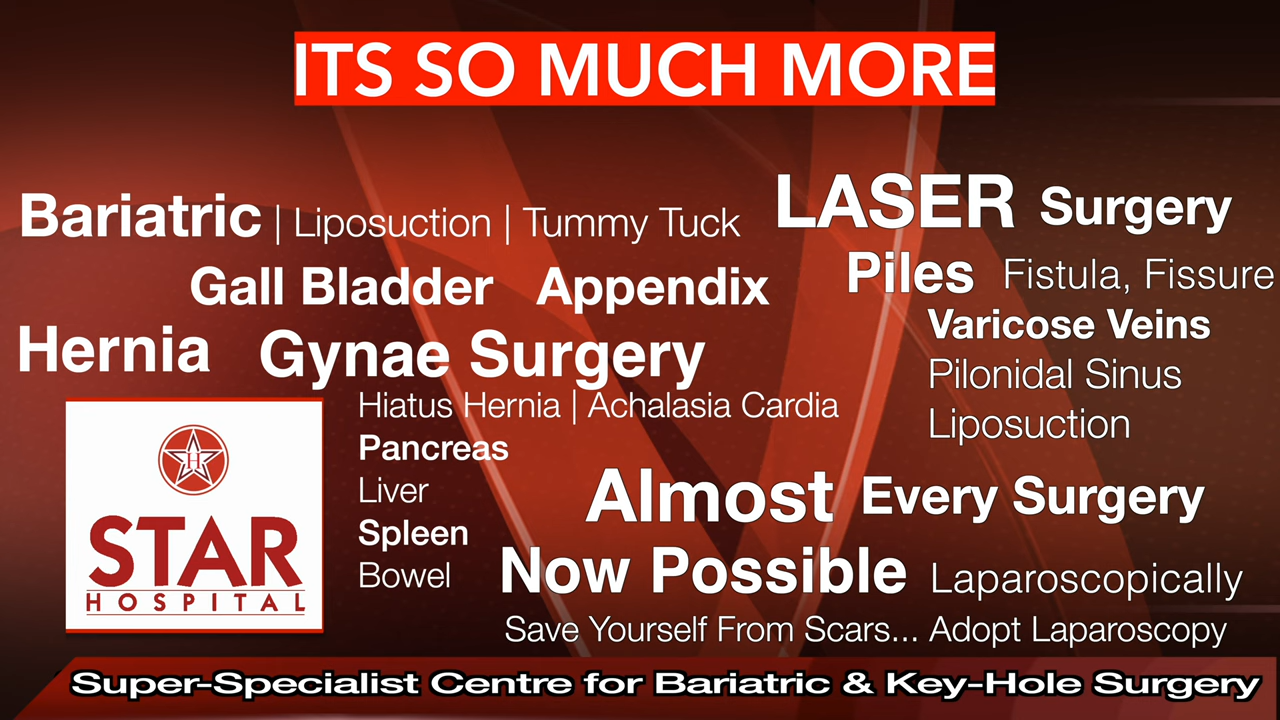 ITS SO MUCH MORE
Bariatric | Liposuction | Tummy Tuck
Gall Bladder Appendix
Hernia Gynae Surgery
Hiatus Hernia | Achalasia Cardia
Pancreas
Liver
Spleen
Bowel
LASER Surgery
Piles Fistula, Fissure
Varicose Veins
Pilonidal Sinus
Liposuction
Almost Every Surgery
Now Possible Laparoscopically
Save Yourself From Scars... Adopt Laparoscopy
H
STAR
HOSPITAL
Super-Specialist Centre for Bariatric & Key-Hole Surgery